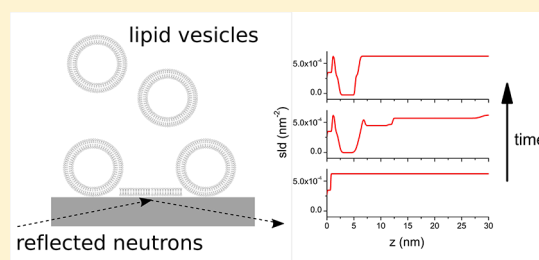 lipid vesicles
reflected neutrons
sld (nm⁻²)
5.0x10⁻⁴
0.0
5.0x10⁻⁴
0.0
5.0x10⁻⁴
0.0
0 5 10 15 20 25 30
z (nm)
time